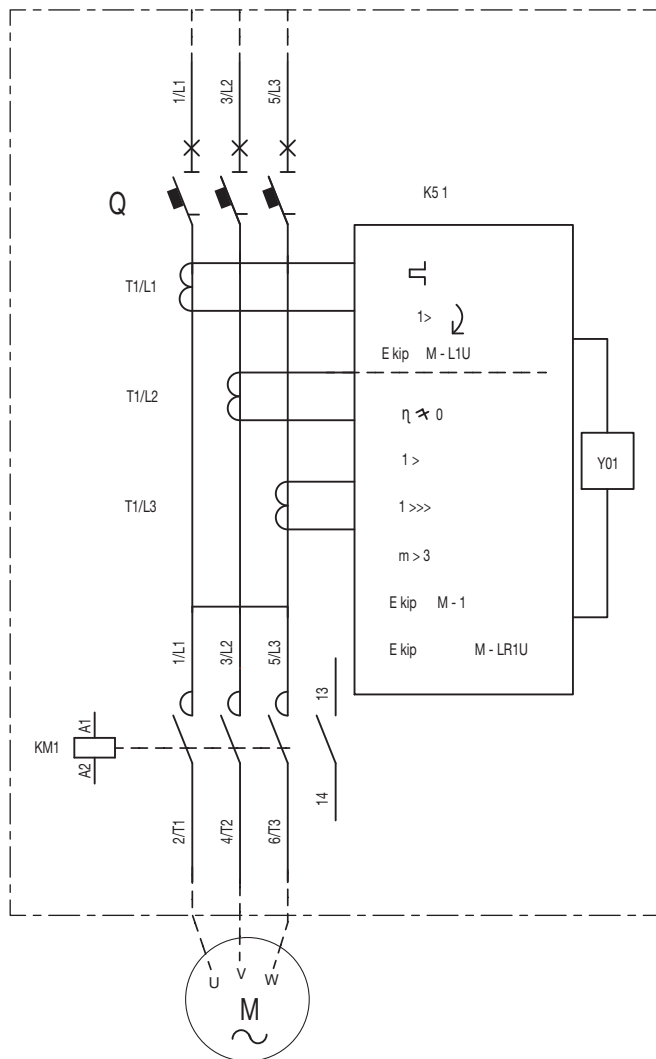 1/L1 3/L2 5/L3
Q
K5 1
T1/L1
1>
E kip M - L1U
T1/L2
η 0
1 >
Y01
T1/L3
1 >>>
m > 3
E kip M - 1
E kip M - LR1U
1/L1 3/L2 5/L3
13
KM1
A1
A2
14
2/T1 4/T2 6/T3
U V W
M